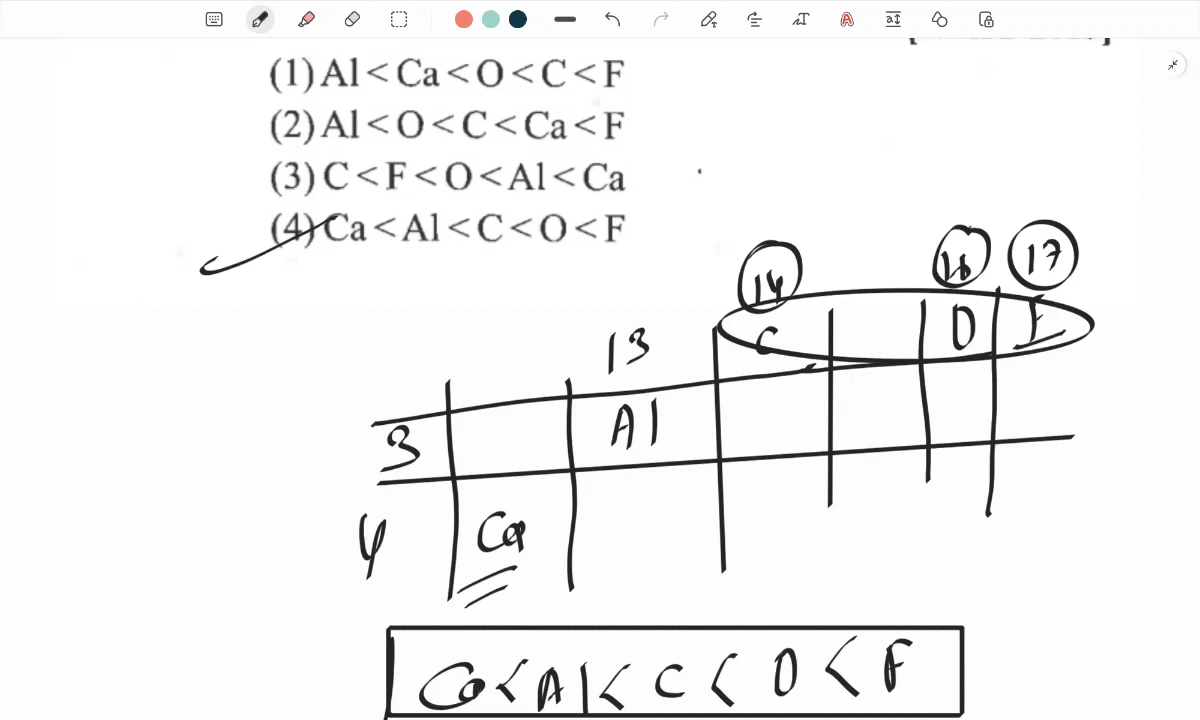 (1) Al < Ca < O < C < F
(2) Al < O < C < Ca < F
(3) C < F < O < Al < Ca
(4) Ca < Al < C < O < F
14 16 17
13 C O F
3 Al
4 Ca
Ca < Al < C < O < F